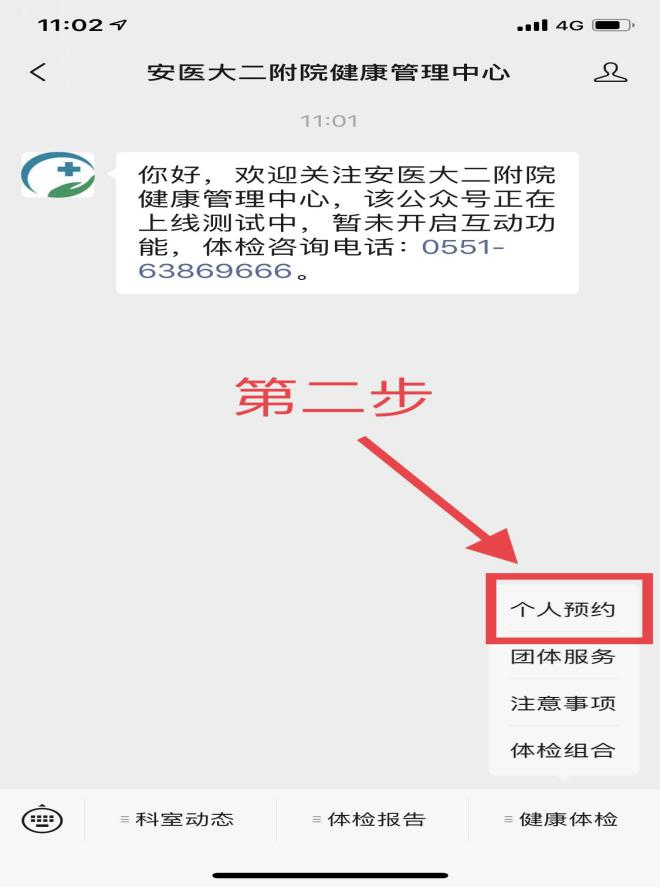 11:02
4G
安医大二附院健康管理中心
11:01
你好，欢迎关注安医大二附院
健康管理中心，该公众号正在
上线测试中，暂未开启互动功
能，体检咨询电话：0551-
63869666。
第二步
个人预约
团体服务
注意事项
体检组合
科室动态
体检报告
健康体检